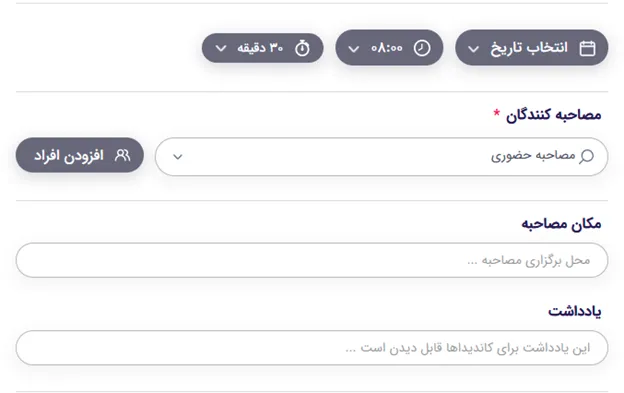 انتخاب تاریخ ۰۸:۰۰ ۳۰ دقیقه
مصاحبه کنندگان *
مصاحبه حضوری افزودن افراد
مکان مصاحبه
محل برگزاری مصاحبه ...
یادداشت
این یادداشت برای کاندیداها قابل دیدن است ...